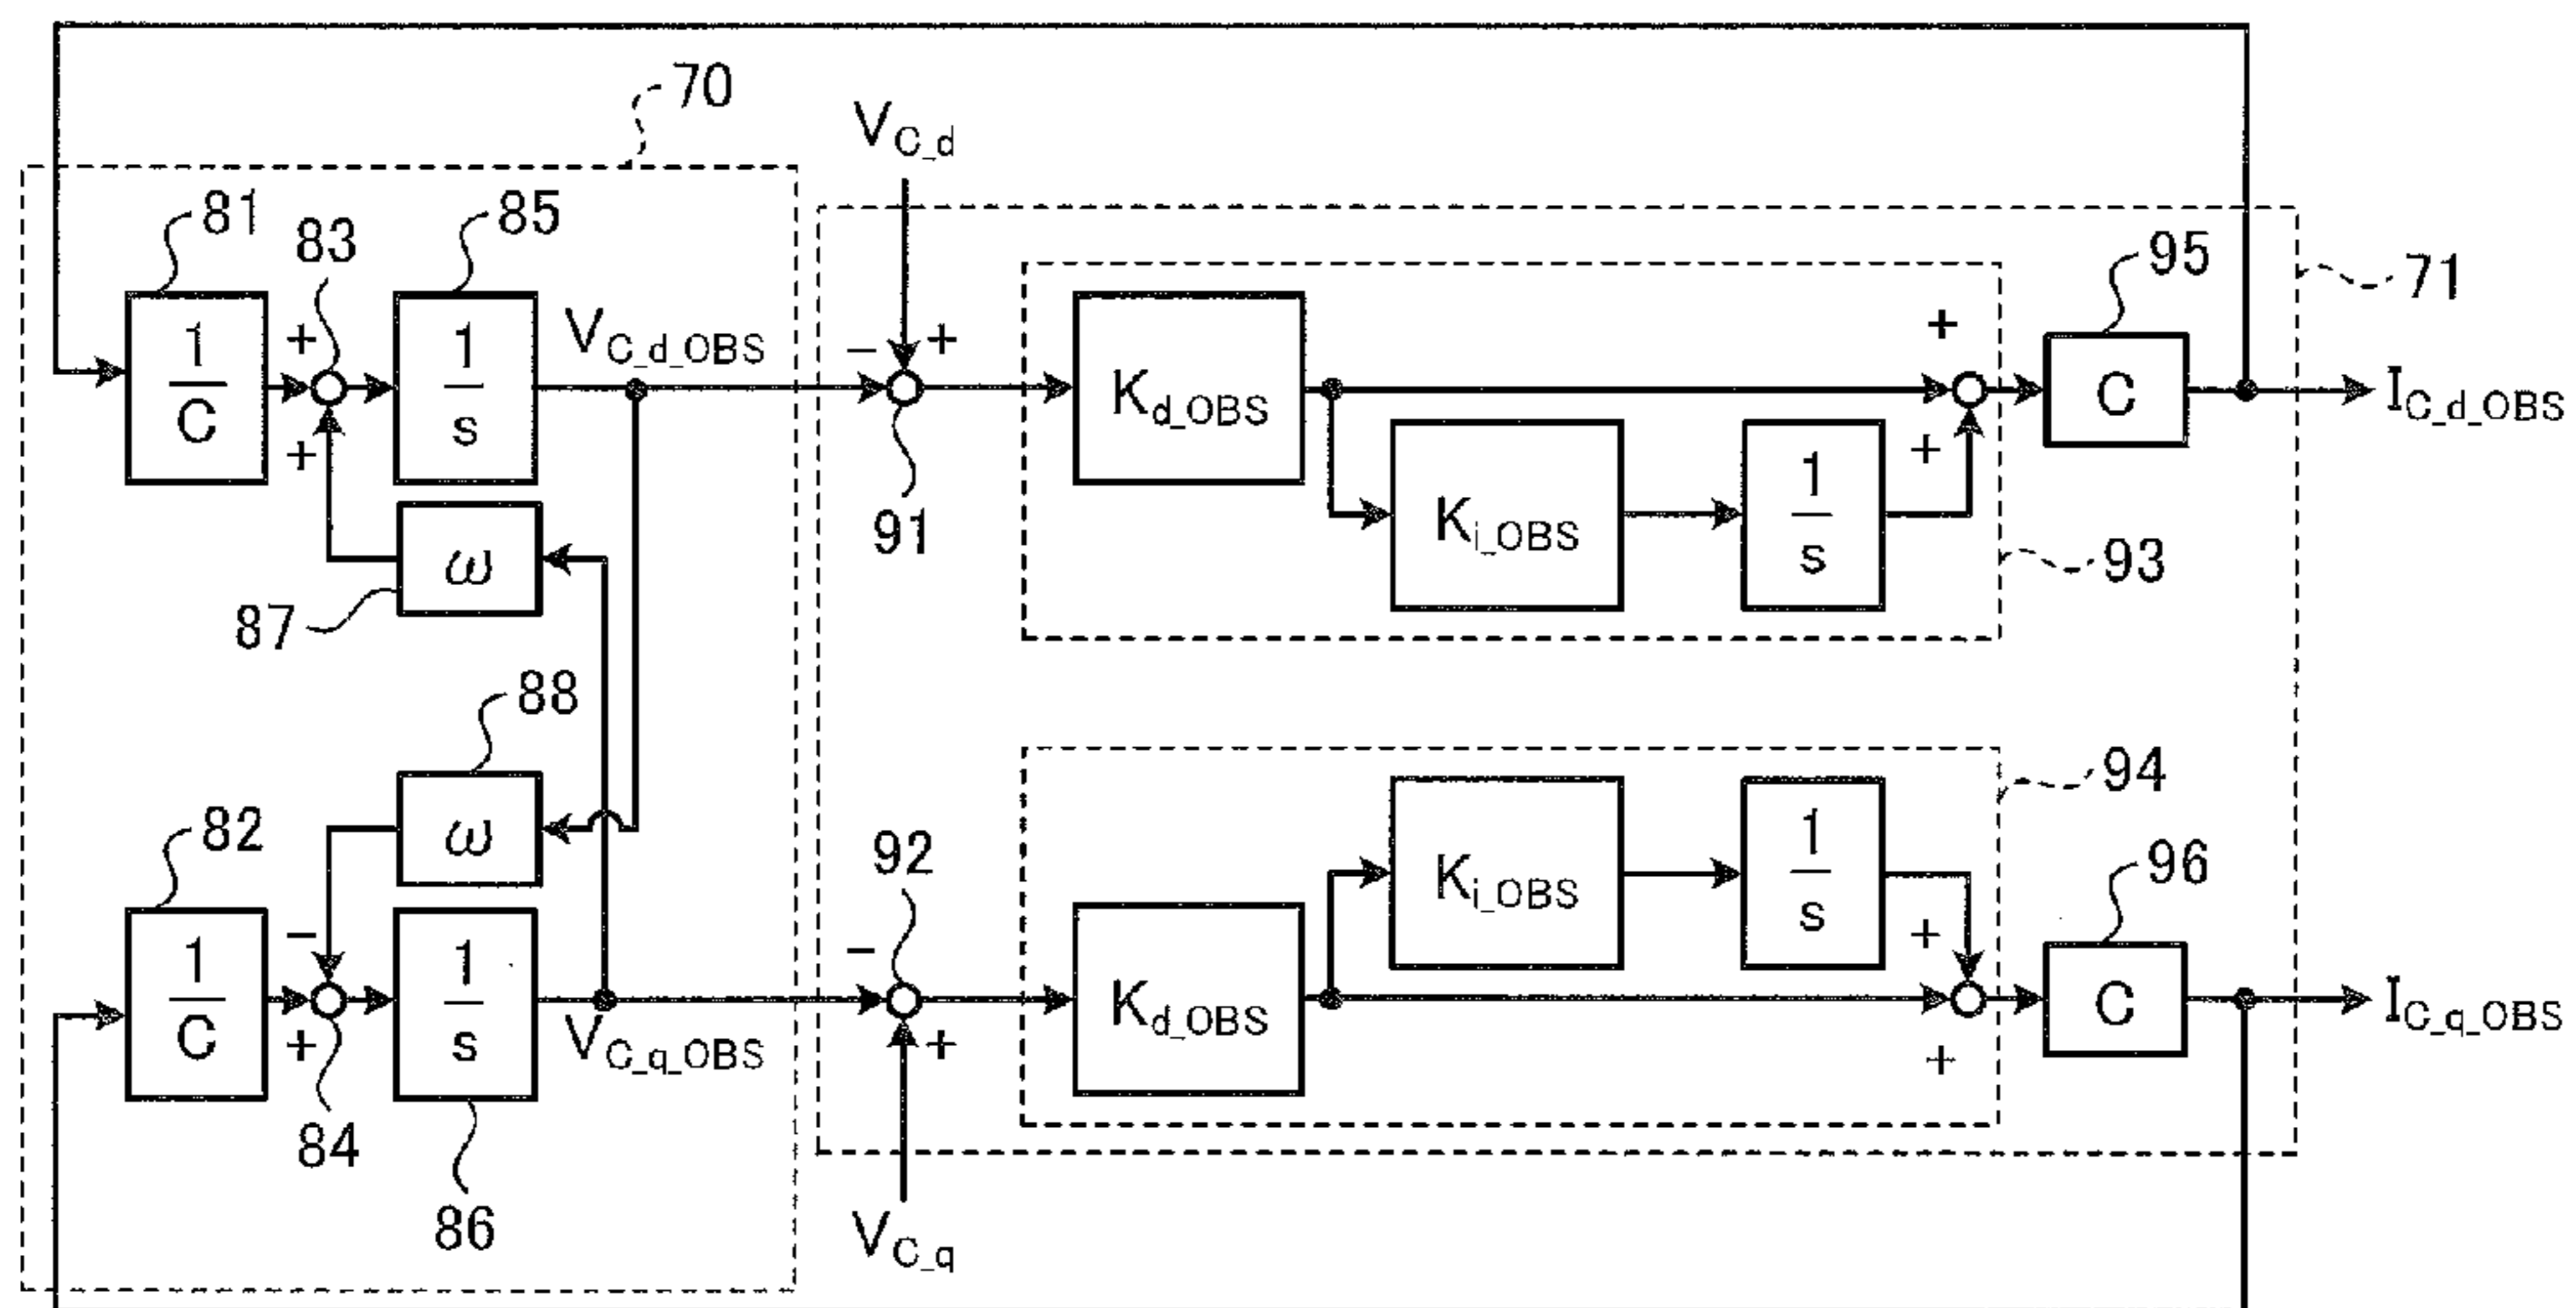 70
V_C_d
81
83
85
95
71
1/C
+
+
1/s
V_C_d_OBS
−
+
K_d_OBS
+
C
I_C_d_OBS
91
K_i_OBS
1/s
+
ω
87
93
88
ω
94
82
92
K_i_OBS
1/s
96
1/C
−
+
1/s
V_C_q_OBS
−
+
K_d_OBS
+
+
C
I_C_q_OBS
84
86
V_C_q